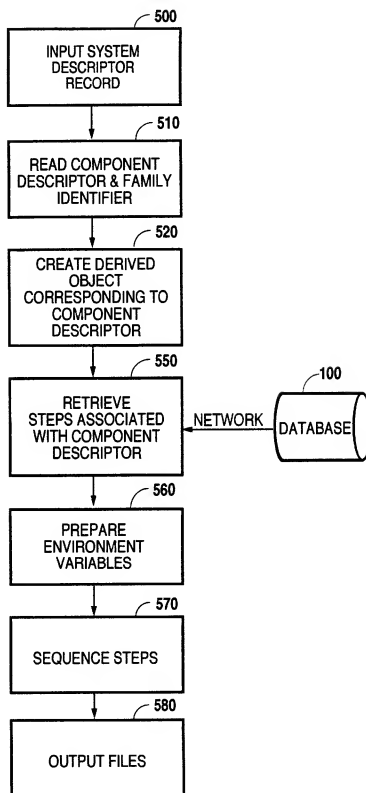 500
INPUT SYSTEM
DESCRIPTOR
RECORD
510
READ COMPONENT
DESCRIPTOR & FAMILY
IDENTIFIER
520
CREATE DERIVED
OBJECT
CORRESPONDING TO
COMPONENT
DESCRIPTOR
550
RETRIEVE
STEPS ASSOCIATED
WITH COMPONENT
DESCRIPTOR
NETWORK
100
DATABASE
560
PREPARE
ENVIRONMENT
VARIABLES
570
SEQUENCE STEPS
580
OUTPUT FILES